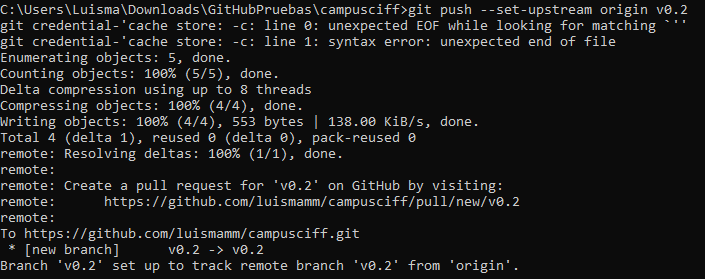 C:\Users\Luisma\Downloads\GitHubPruebas\campusciff>git push --set-upstream origin v0.2
git credential-'cache store: -c: line 0: unexpected EOF while looking for matching `''
git credential-'cache store: -c: line 1: syntax error: unexpected end of file
Enumerating objects: 5, done.
Counting objects: 100% (5/5), done.
Delta compression using up to 8 threads
Compressing objects: 100% (4/4), done.
Writing objects: 100% (4/4), 553 bytes | 138.00 KiB/s, done.
Total 4 (delta 1), reused 0 (delta 0), pack-reused 0
remote: Resolving deltas: 100% (1/1), done.
remote:
remote: Create a pull request for 'v0.2' on GitHub by visiting:
remote:      https://github.com/luismamm/campusciff/pull/new/v0.2
remote:
To https://github.com/luismamm/campusciff.git
 * [new branch]      v0.2 -> v0.2
Branch 'v0.2' set up to track remote branch 'v0.2' from 'origin'.